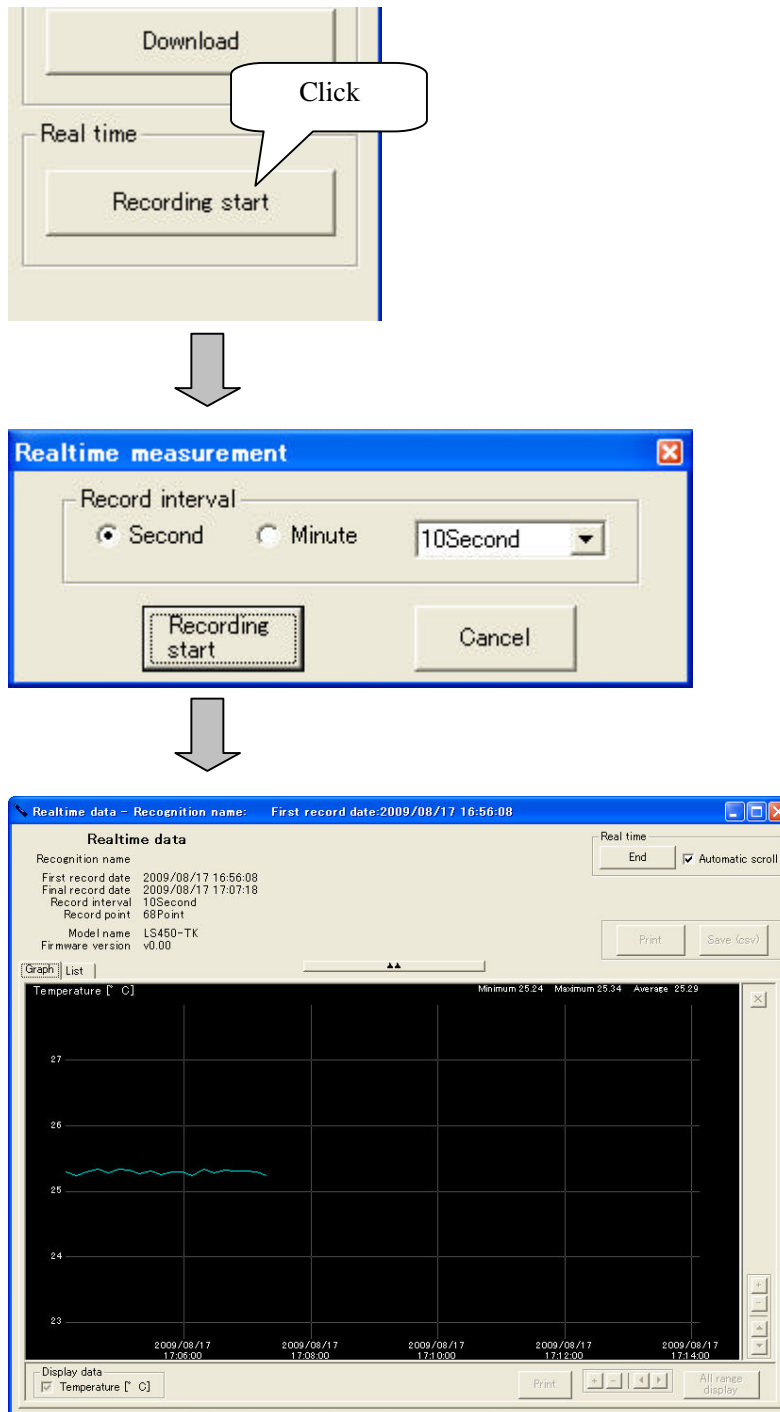 Download
Click
Real time
Recording start
Realtime measurement
Record interval
Second Minute 10Second
Recording
start
Cancel
Realtime data - Recognition name: First record date:2009/08/17 16:56:08
Realtime data
Recognition name
First record date 2009/08/17 16:56:08
Final record date 2009/08/17 17:07:18
Record interval 10Second
Record point 68Point
Model name LS450-TK
Firmware version v0.00
Real time
End Automatic scroll
Print Save (csv)
Graph List
Temperature [° C] Minimum 25.24 Maximum 25.34 Average 25.29
27
26
25
24
23
2009/08/17 2009/08/17 2009/08/17 2009/08/17 2009/08/17
17:06:00 17:08:00 17:10:00 17:12:00 17:14:00
Display data
Temperature [° C]
Print + - All range
display